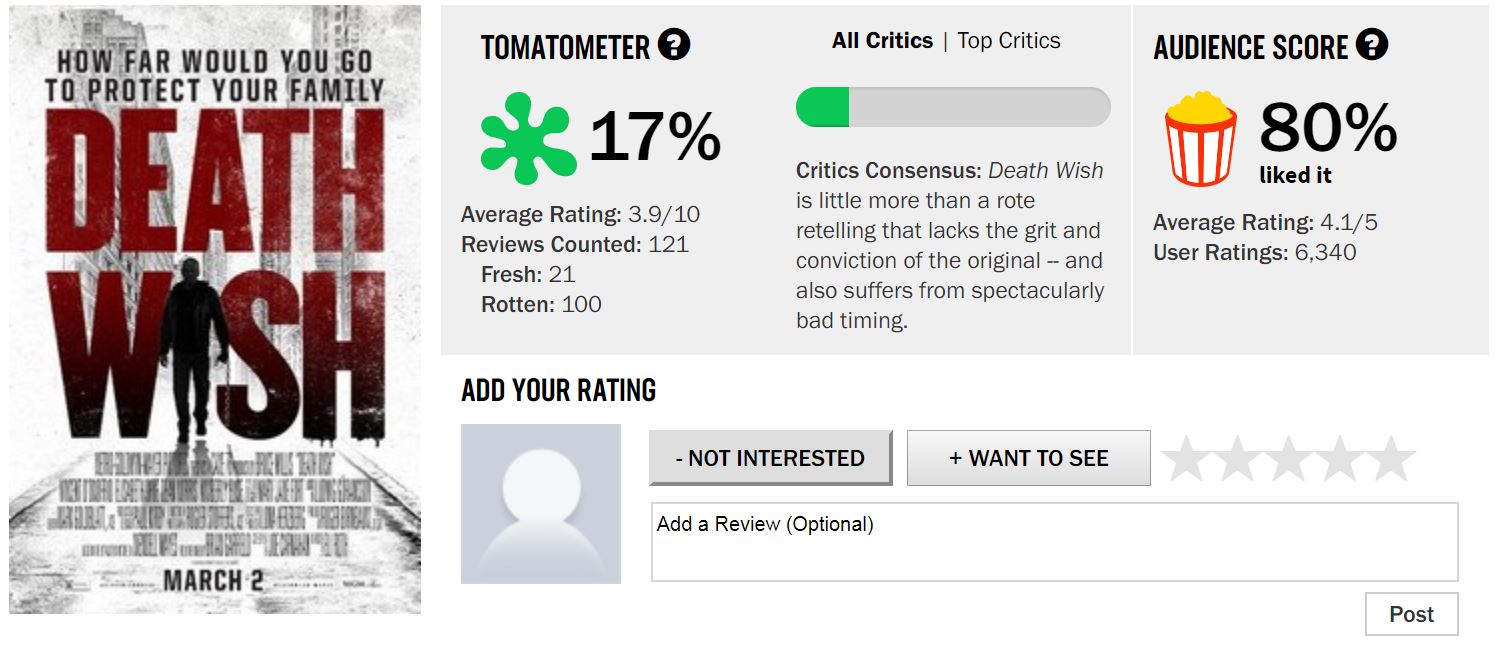 HOW FAR WOULD YOU GO
TO PROTECT YOUR FAMILY
DEATH
WISH
MARCH 2
TOMATOMETER ?
17%
Average Rating: 3.9/10
Reviews Counted: 121
Fresh: 21
Rotten: 100
All Critics | Top Critics
Critics Consensus: Death Wish
is little more than a rote
retelling that lacks the grit and
conviction of the original -- and
also suffers from spectacularly
bad timing.
AUDIENCE SCORE ?
80%
liked it
Average Rating: 4.1/5
User Ratings: 6,340
ADD YOUR RATING
- NOT INTERESTED
+ WANT TO SEE
Add a Review (Optional)
Post